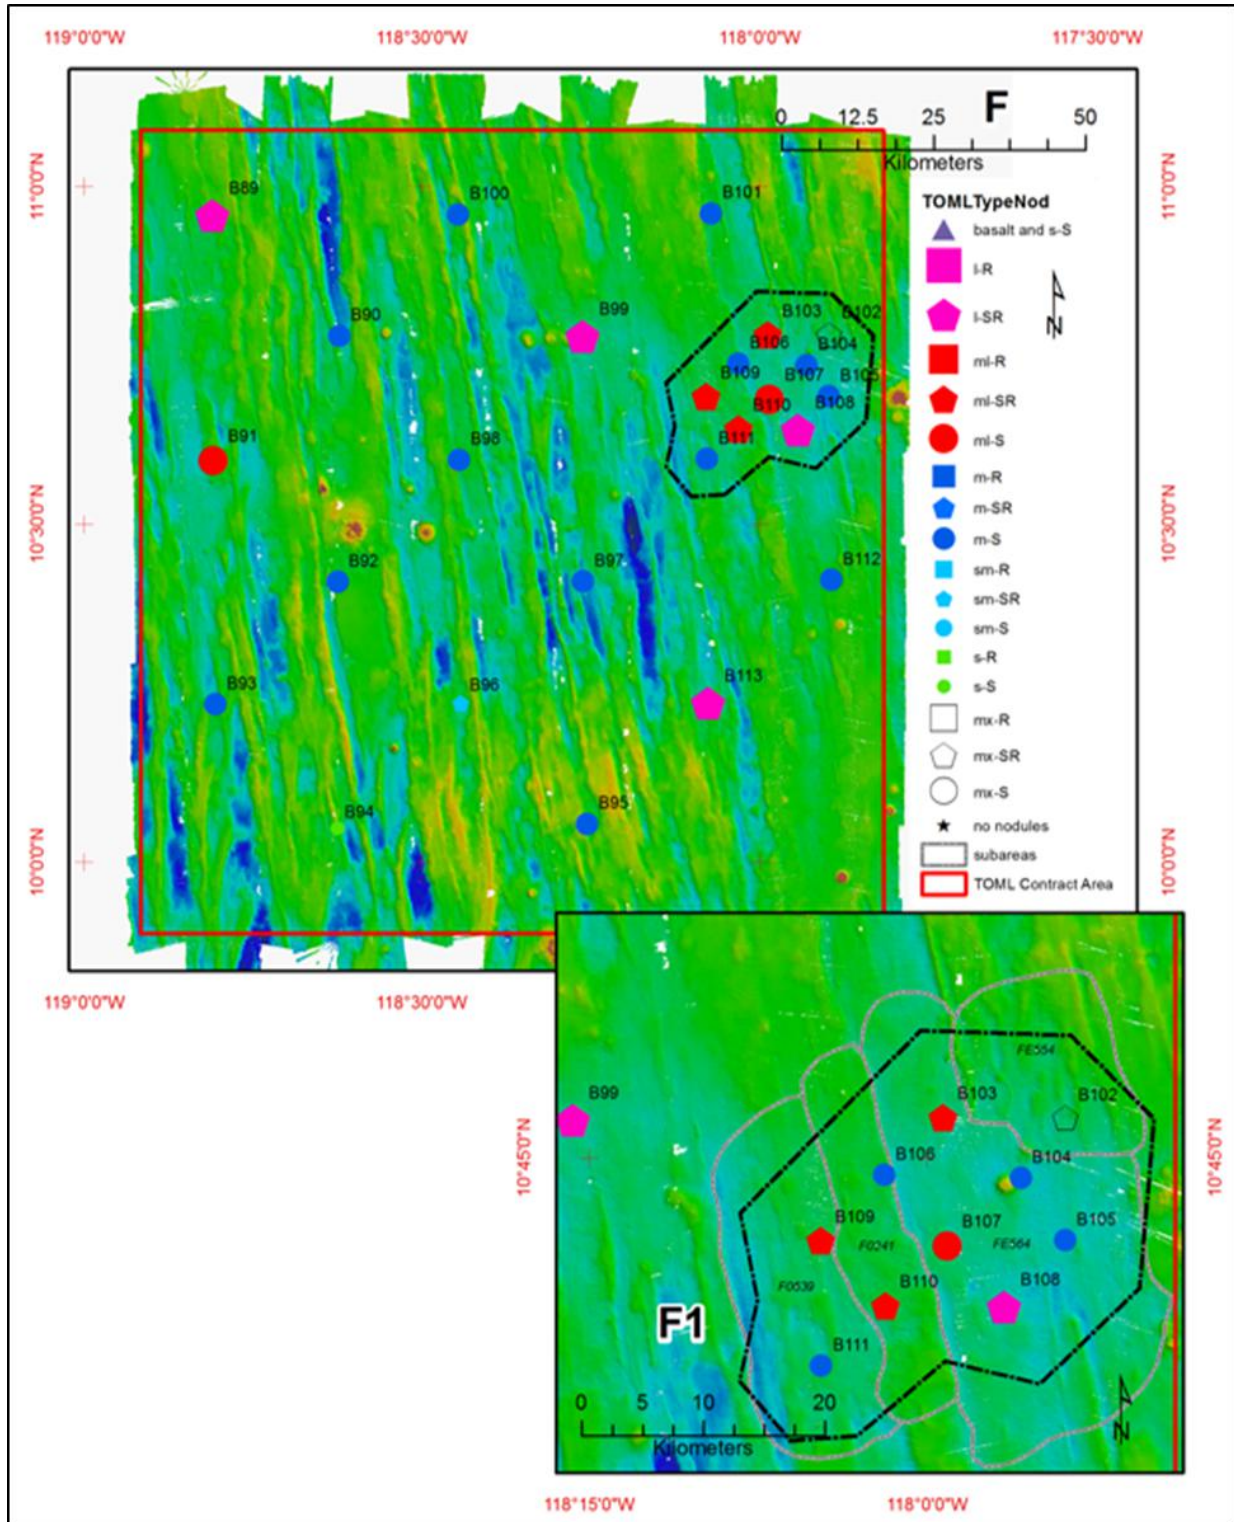 119°0'0"W 118°30'0"W 118°0'0"W 117°30'0"W
F
0 12.5 25 50
Kilometers
11°0'0"N
11°0'0"N
TOMLTypeNod
basalt and s-S
l-R
l-SR
ml-R
ml-SR
ml-S
m-R
m-SR
m-S
sm-R
sm-SR
sm-S
s-R
s-S
mx-R
mx-SR
mx-S
no nodules
subareas
TOML Contract Area
N
B89
B100
B101
B90
B99
B103
B102
B106
B104
B109
B107
B105
B110
B108
B91
B98
B111
10°30'0"N
10°30'0"N
B92
B97
B112
B93
B96
B113
B94
B95
10°0'0"N
10°0'0"N
119°0'0"W 118°30'0"W
FE554
B99
B103
B102
10°45'0"N
10°45'0"N
B106
B104
B109
B107
B105
F0241
FE564
F0539
B110
B108
F1
B111
0 5 10 20
Kilometers
N
118°15'0"W 118°0'0"W